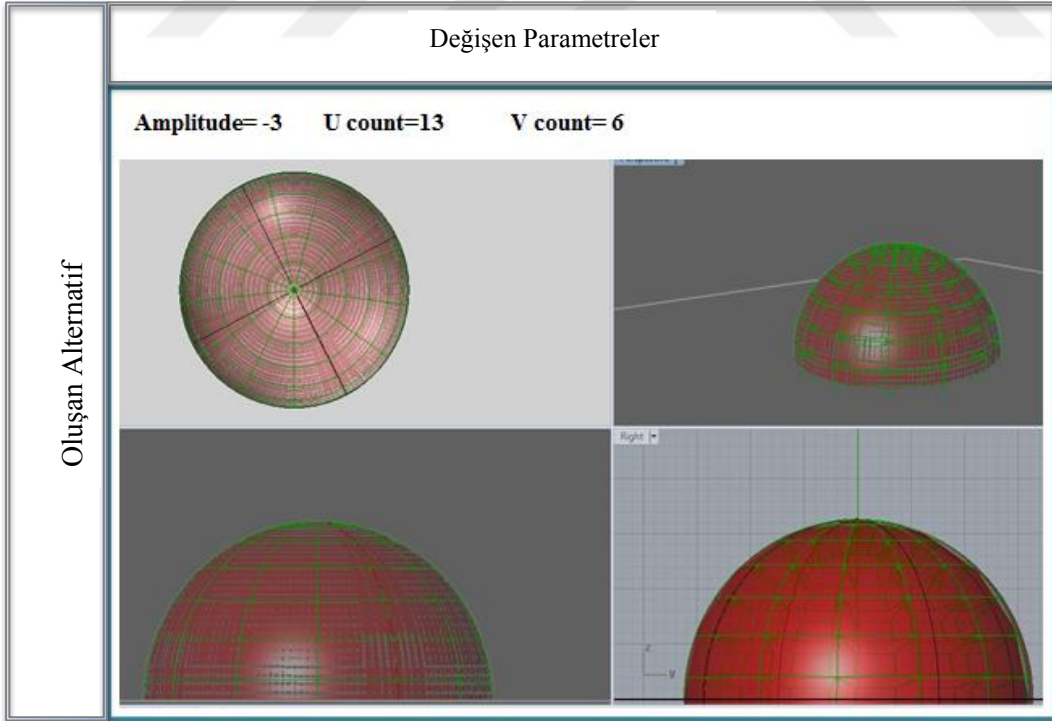 Değişen Parametreler
Amplitude= -3 U count=13 V count= 6
Oluşan Alternatif
Right
z
y